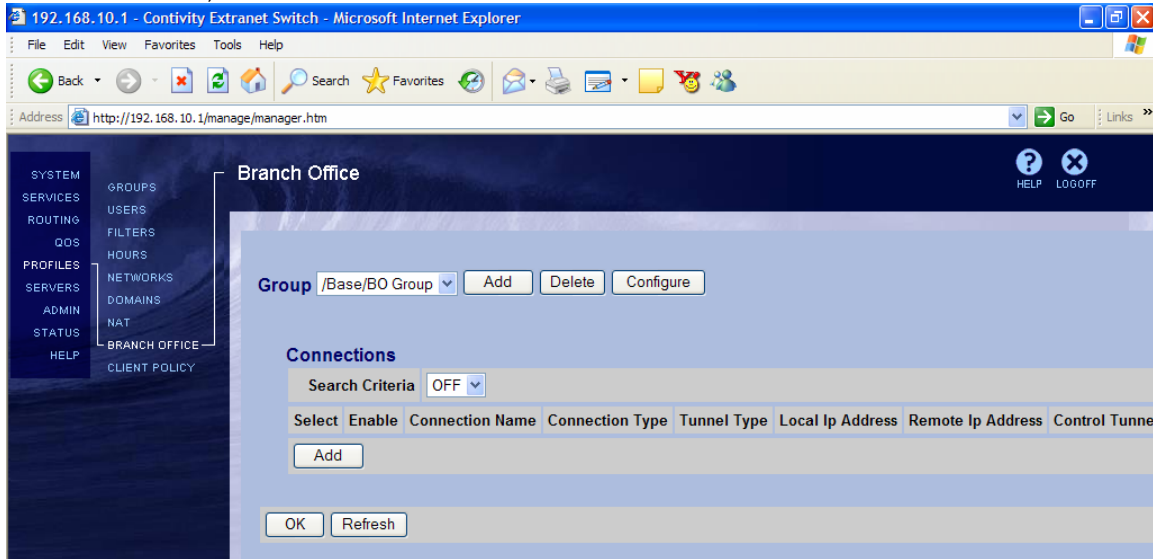 192.168.10.1 - Contivity Extranet Switch - Microsoft Internet Explorer
File Edit View Favorites Tools Help
Back Search Favorites
Address http://192.168.10.1/manage/manager.htm Go Links »
SYSTEM
SERVICES
ROUTING
QOS
PROFILES
SERVERS
ADMIN
STATUS
HELP
GROUPS
USERS
FILTERS
HOURS
NETWORKS
DOMAINS
NAT
BRANCH OFFICE
CLIENT POLICY
Branch Office
HELP LOGOFF
Group /Base/BO Group Add Delete Configure
Connections
Search Criteria OFF
Select Enable Connection Name Connection Type Tunnel Type Local Ip Address Remote Ip Address Control Tunne
Add
OK Refresh